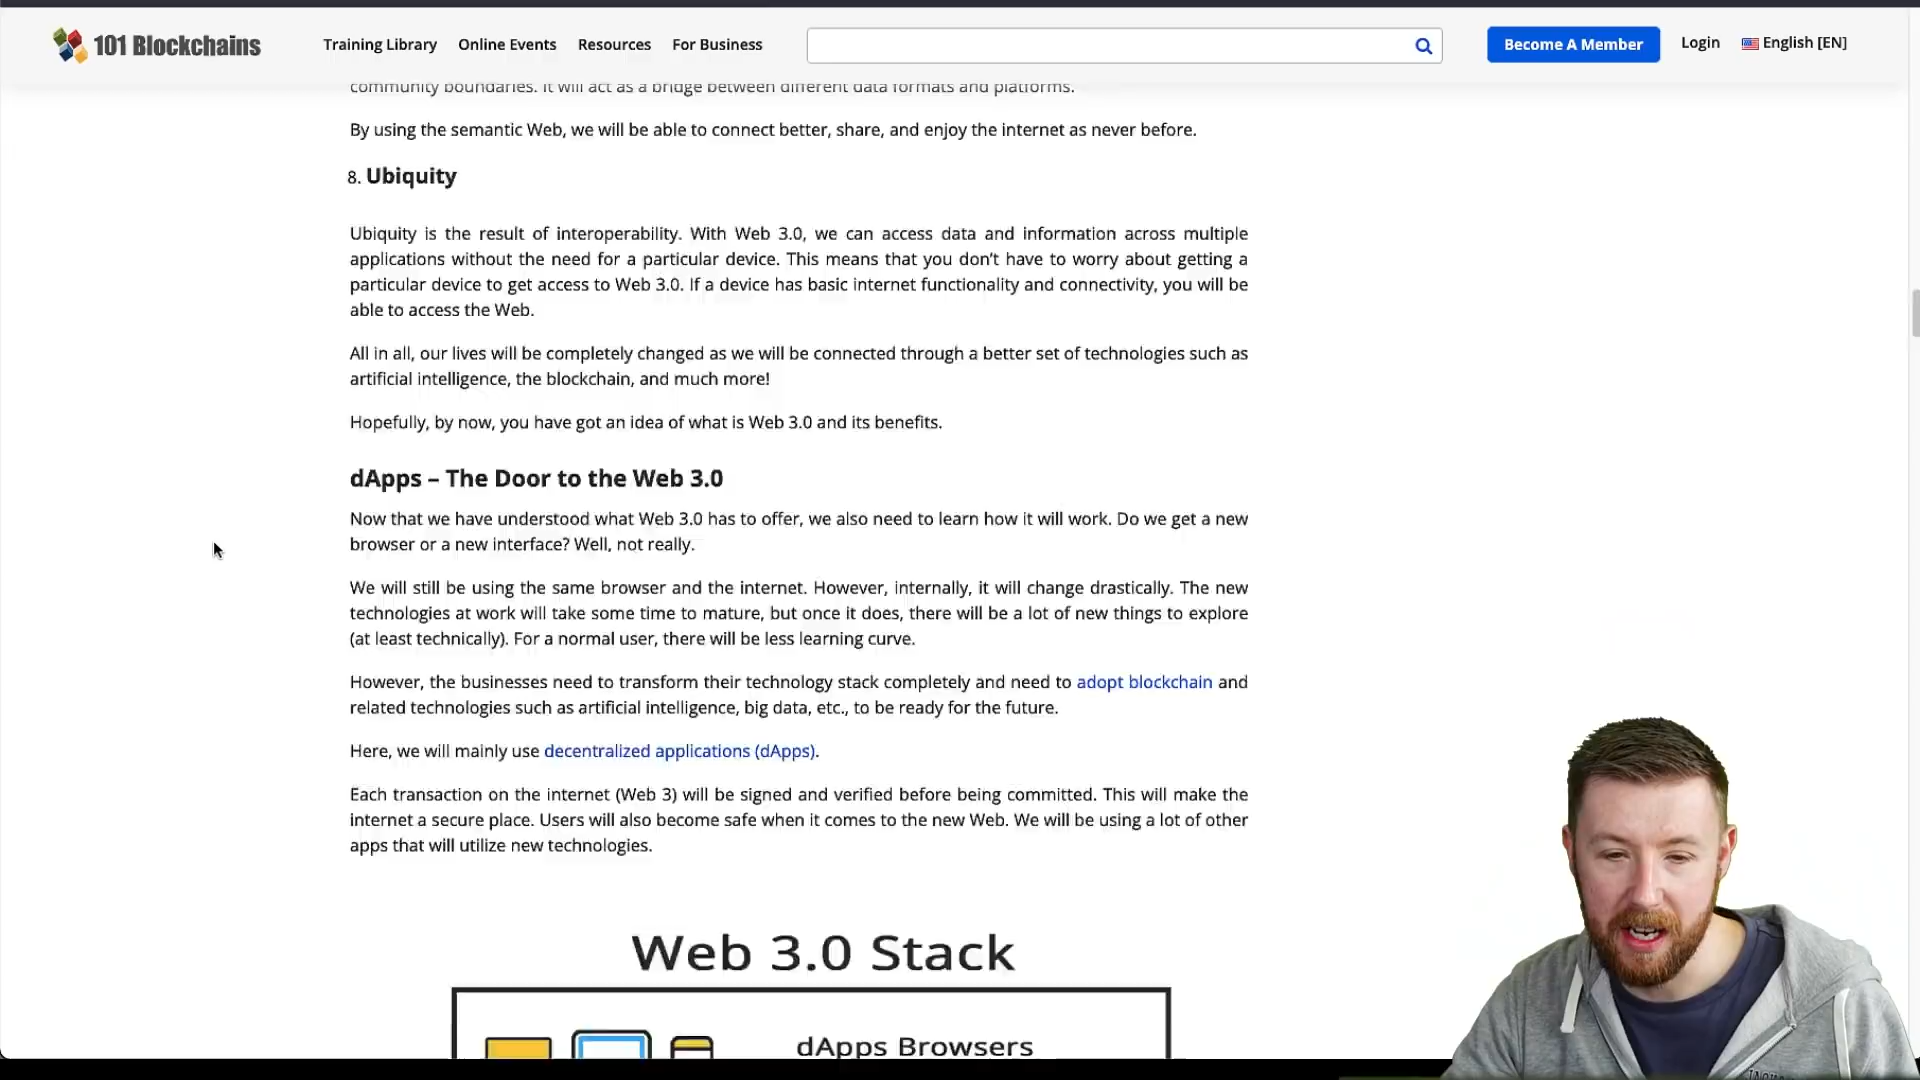 101 Blockchains
Training Library
Online Events
Resources
For Business
Become A Member
Login
English [EN]
community boundaries. It will act as a bridge between different data formats and platforms.
By using the semantic Web, we will be able to connect better, share, and enjoy the internet as never before.
8. Ubiquity
Ubiquity is the result of interoperability. With Web 3.0, we can access data and information across multiple
applications without the need for a particular device. This means that you don’t have to worry about getting a
particular device to get access to Web 3.0. If a device has basic internet functionality and connectivity, you will be
able to access the Web.
All in all, our lives will be completely changed as we will be connected through a better set of technologies such as
artificial intelligence, the blockchain, and much more!
Hopefully, by now, you have got an idea of what is Web 3.0 and its benefits.
dApps – The Door to the Web 3.0
Now that we have understood what Web 3.0 has to offer, we also need to learn how it will work. Do we get a new
browser or a new interface? Well, not really.
We will still be using the same browser and the internet. However, internally, it will change drastically. The new
technologies at work will take some time to mature, but once it does, there will be a lot of new things to explore
(at least technically). For a normal user, there will be less learning curve.
However, the businesses need to transform their technology stack completely and need to adopt blockchain and
related technologies such as artificial intelligence, big data, etc., to be ready for the future.
Here, we will mainly use decentralized applications (dApps).
Each transaction on the internet (Web 3) will be signed and verified before being committed. This will make the
internet a secure place. Users will also become safe when it comes to the new Web. We will be using a lot of other
apps that will utilize new technologies.
Web 3.0 Stack
dApps Browsers